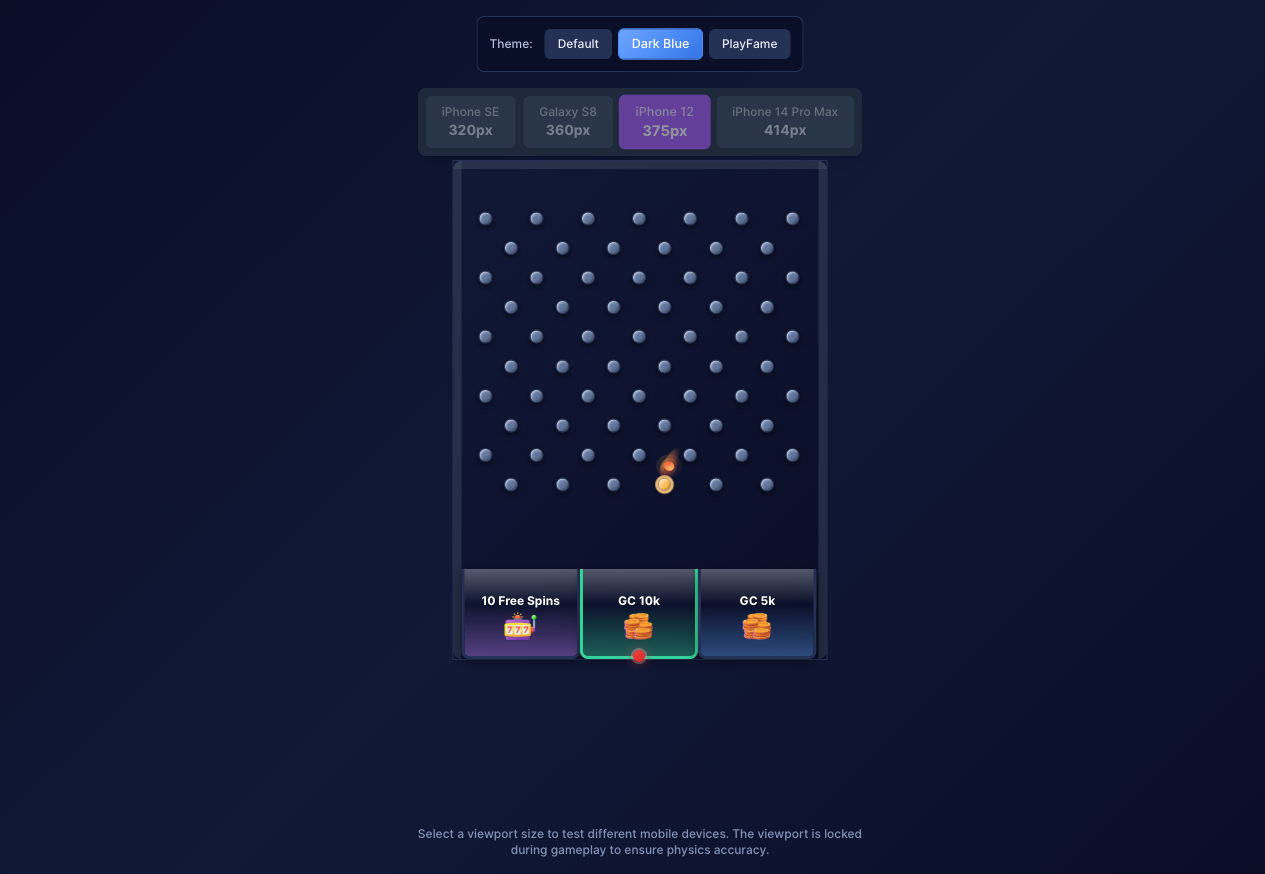 Theme:
Default
Dark Blue
PlayFame
iPhone SE
320px
Galaxy S8
360px
iPhone 12
375px
iPhone 14 Pro Max
414px
10 Free Spins
777
GC 10k
GC 5k
Select a viewport size to test different mobile devices. The viewport is locked
during gameplay to ensure physics accuracy.